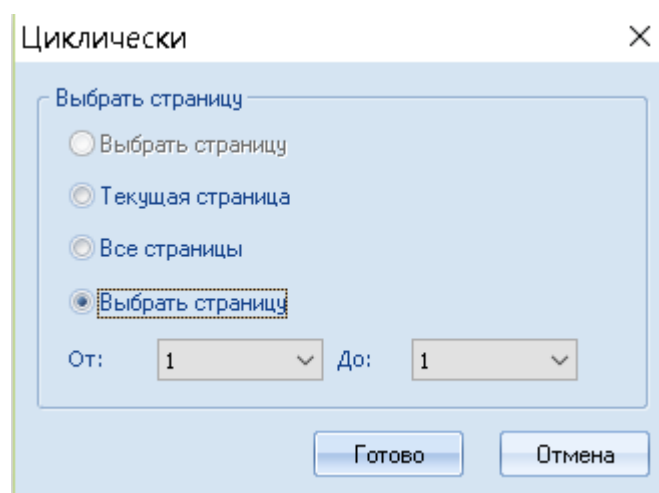 Циклически
Выбрать страницу
Выбрать страницу
Текущая страница
Все страницы
Выбрать страницу
От: 1 До: 1
Готово Отмена